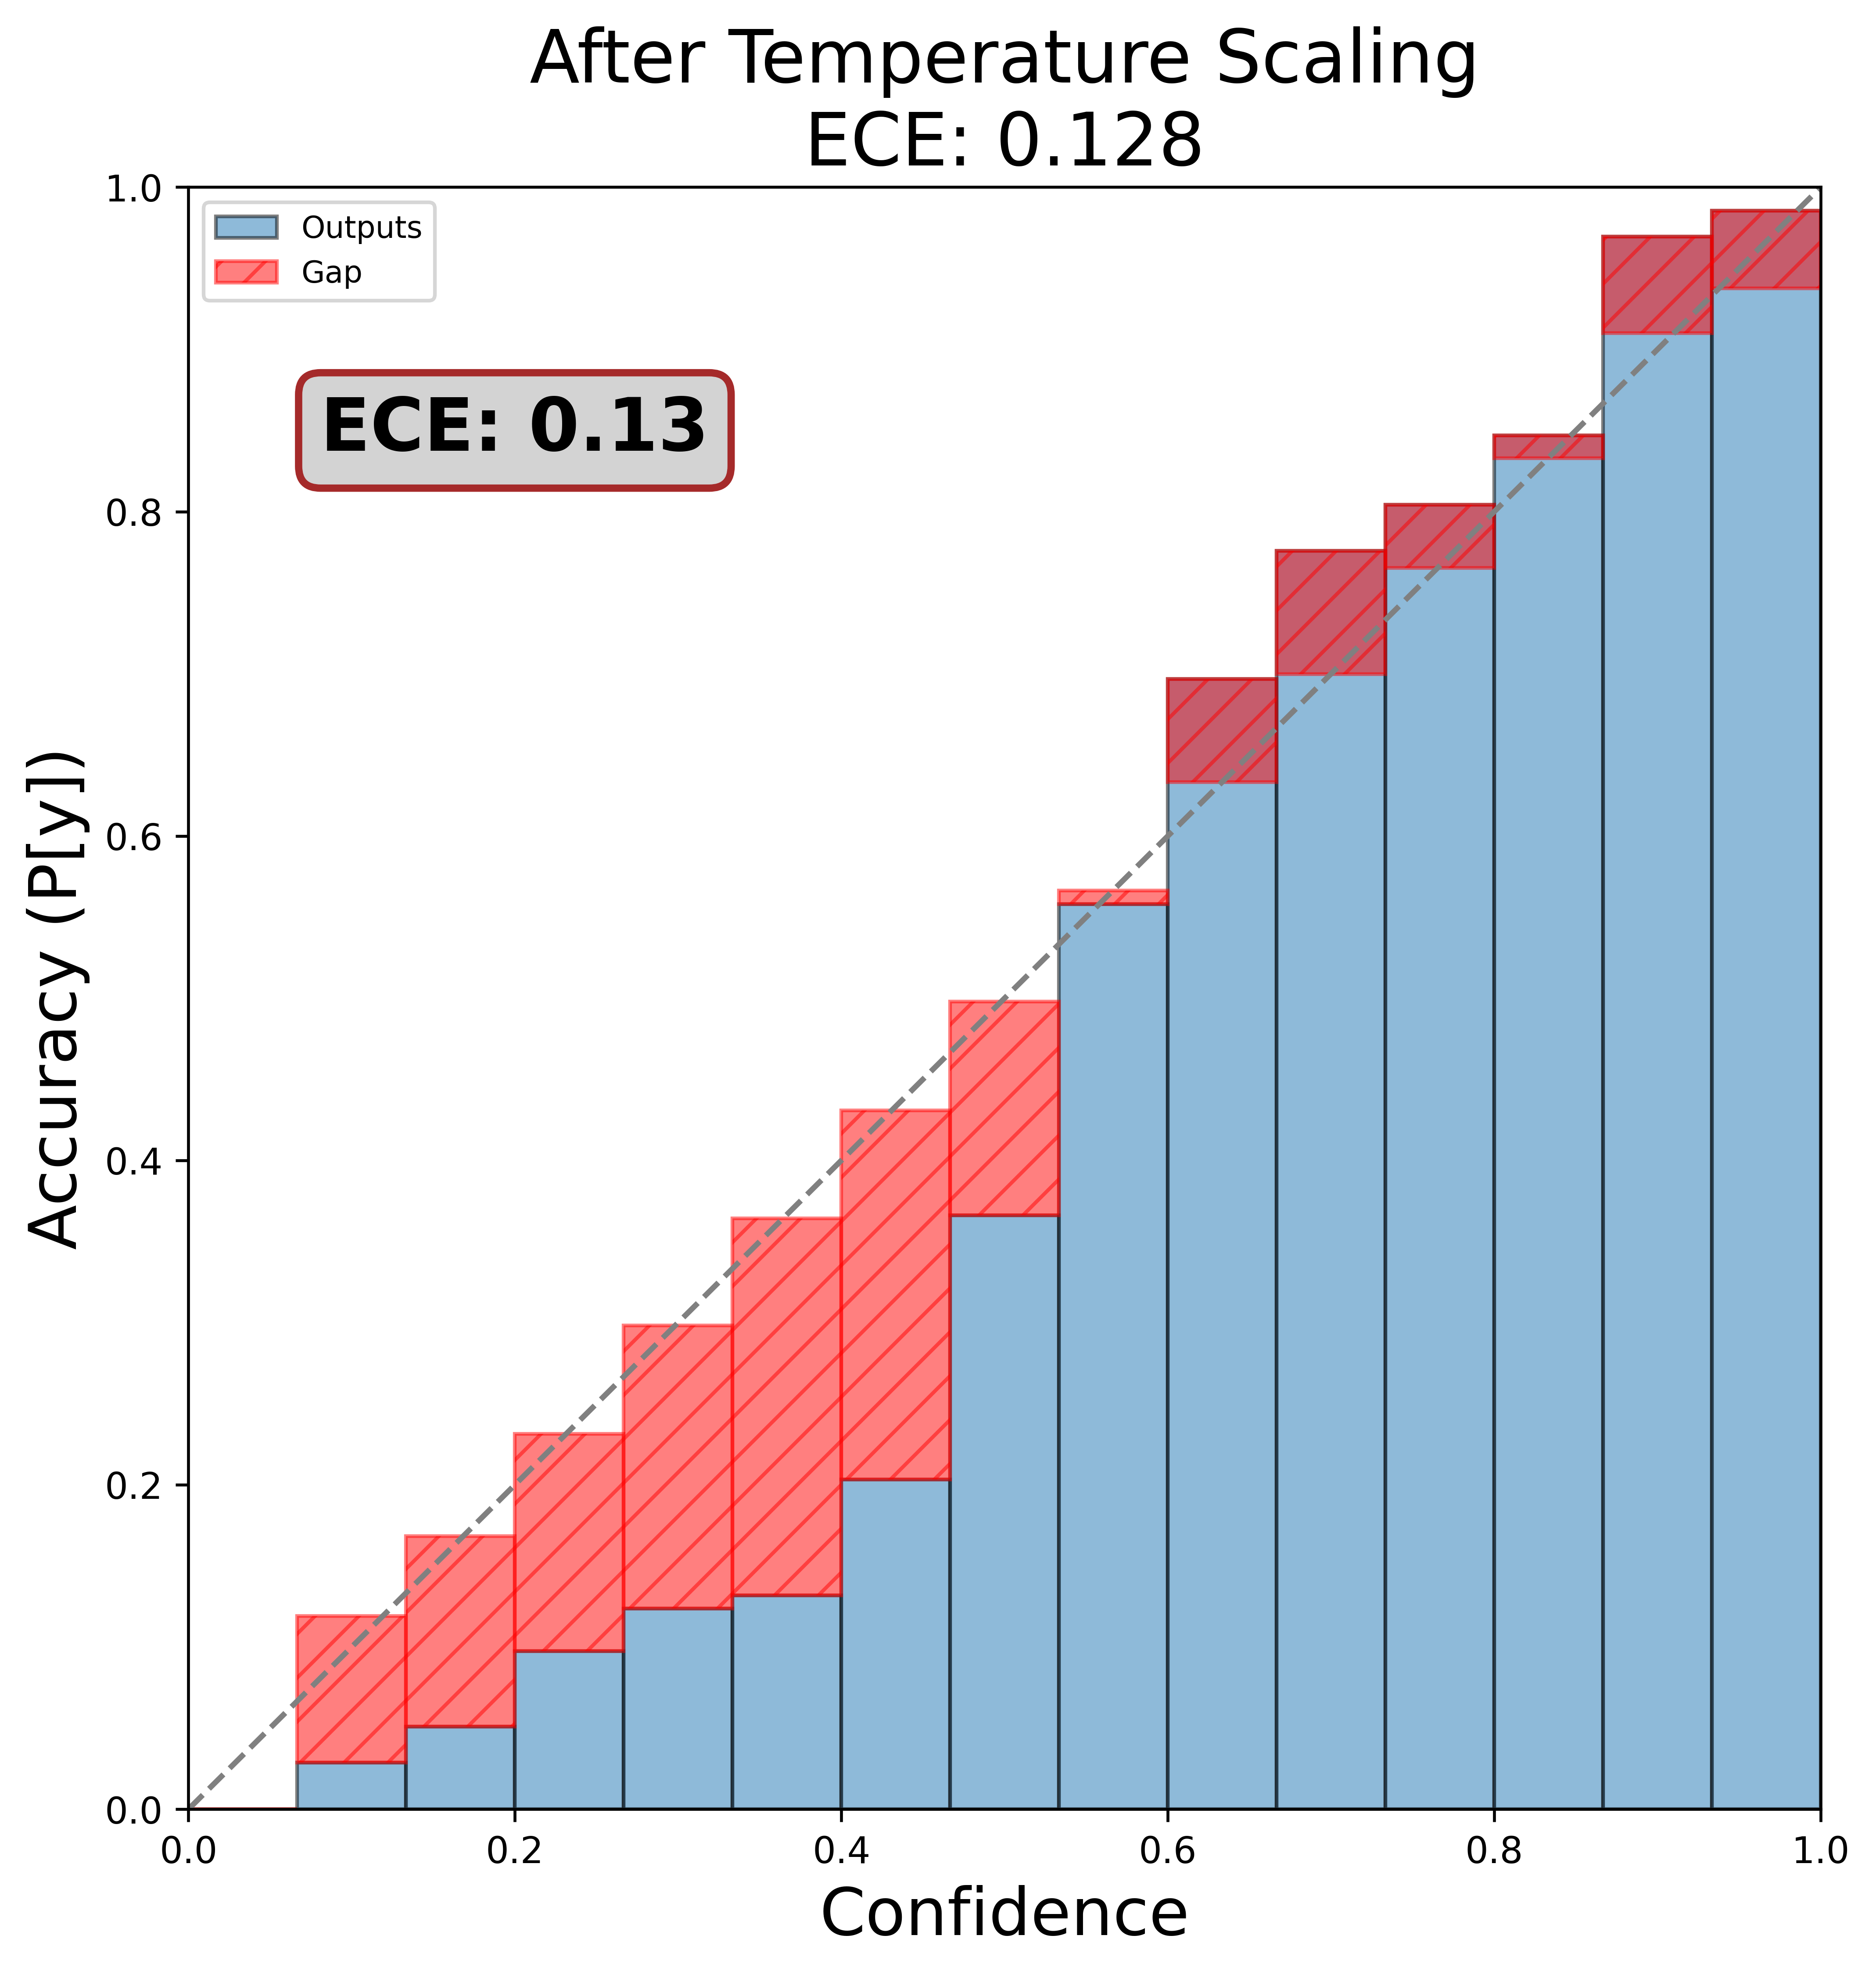 After Temperature Scaling
ECE: 0.128
1.0
0.8
0.6
0.4
0.2
0.0
Accuracy (P[y])
Outputs
Gap
ECE: 0.13
0.0
0.2
0.4
0.6
0.8
1.0
Confidence